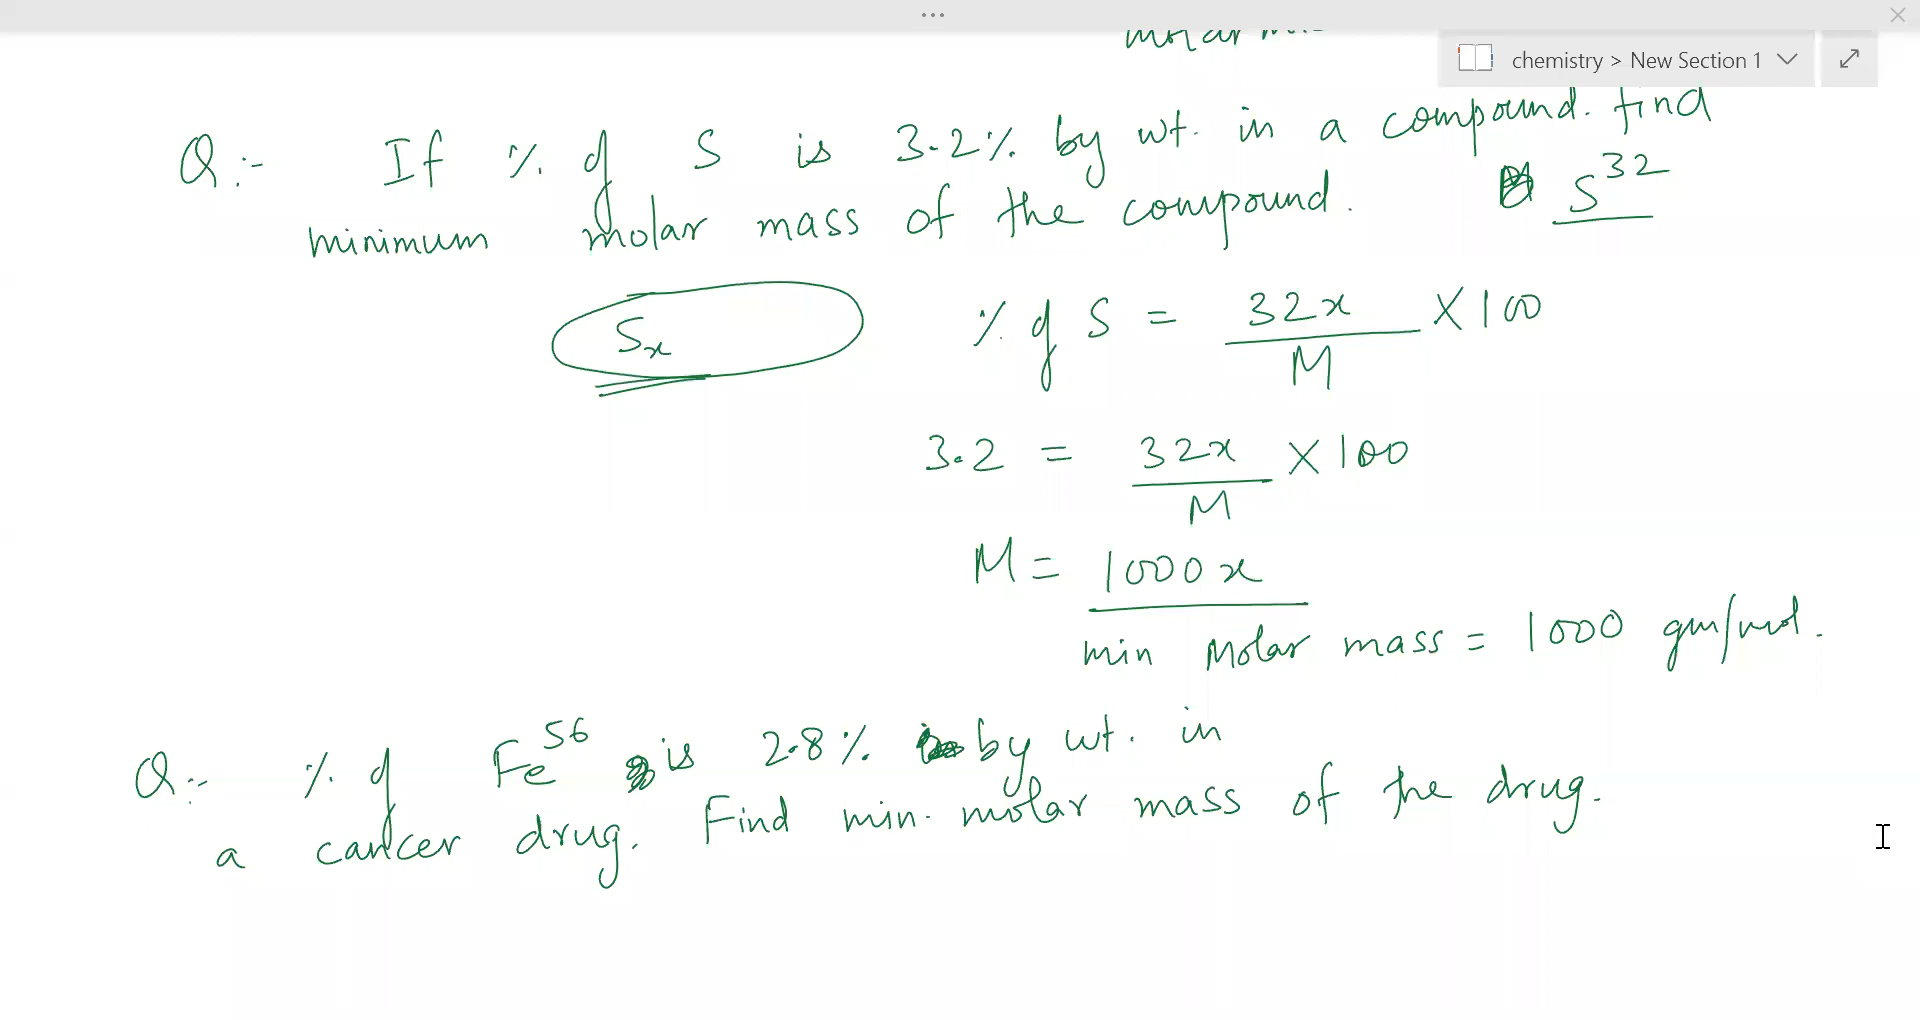 chemistry > New Section 1
Q:- If % of S is 3.2% by wt. in a compound. find
minimum molar mass of the compound. S³²
Sₓ
% of S = 32x/M × 100
3.2 = 32x/M × 100
M = 1000x
min Molar mass = 1000 gm/mol.
Q:- % of Fe⁵⁶ is 2.8% by wt. in
a cancer drug. Find min. molar mass of the drug.